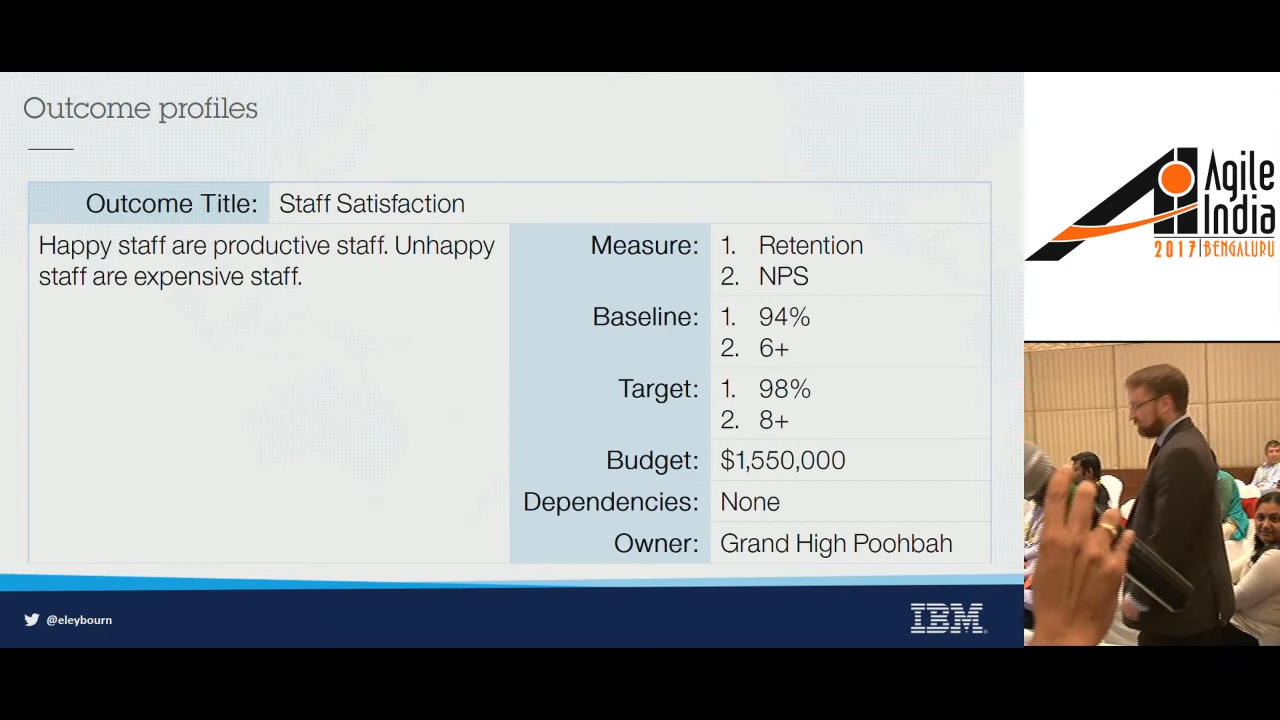 Outcome profiles
Outcome Title: Staff Satisfaction
Happy staff are productive staff. Unhappy
staff are expensive staff.
Measure: 1. Retention
2. NPS
Baseline: 1. 94%
2. 6+
Target: 1. 98%
2. 8+
Budget: $1,550,000
Dependencies: None
Owner: Grand High Poohbah
@eleybourn
IBM
Agile
India
2017 | BENGALURU